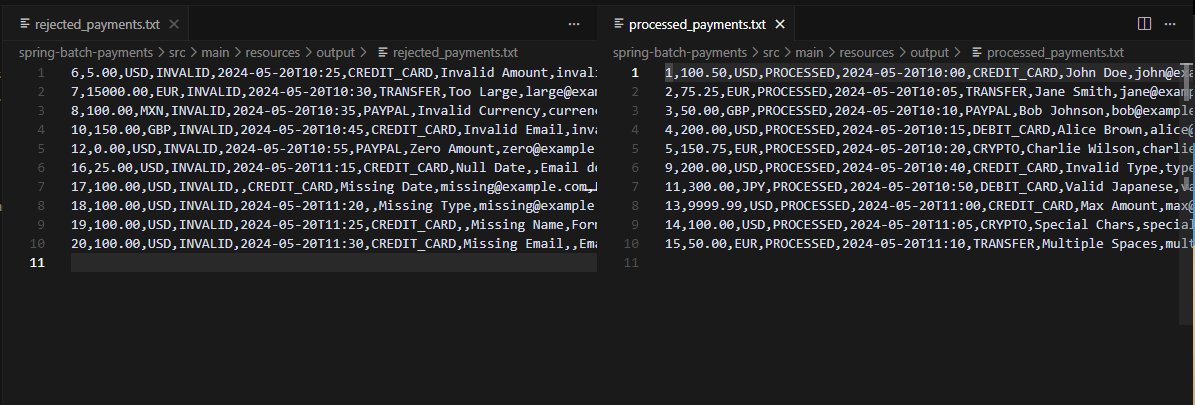 rejected_payments.txt
spring-batch-payments > src > main > resources > output > rejected_payments.txt
1 6,5.00,USD,INVALID,2024-05-20T10:25,CREDIT_CARD,Invalid Amount,invali
2 7,15000.00,EUR,INVALID,2024-05-20T10:30,TRANSFER,Too Large,large@exam
3 8,100.00,MXN,INVALID,2024-05-20T10:35,PAYPAL,Invalid Currency,currenc
4 10,150.00,GBP,INVALID,2024-05-20T10:45,CREDIT_CARD,Invalid Email,inva
5 12,0.00,USD,INVALID,2024-05-20T10:55,PAYPAL,Zero Amount,zero@example
6 16,25.00,USD,INVALID,2024-05-20T11:15,CREDIT_CARD,Null Date,,Email de
7 17,100.00,USD,INVALID,,CREDIT_CARD,Missing Date,missing@example.com,
8 18,100.00,USD,INVALID,2024-05-20T11:20,,Missing Type,missing@example
9 19,100.00,USD,INVALID,2024-05-20T11:25,CREDIT_CARD,,Missing Name,For
10 20,100.00,USD,INVALID,2024-05-20T11:30,CREDIT_CARD,Missing Email,,Ema
11
processed_payments.txt
spring-batch-payments > src > main > resources > output > processed_payments.txt
1 1,100.50,USD,PROCESSED,2024-05-20T10:00,CREDIT_CARD,John Doe,john@exa
2 2,75.25,EUR,PROCESSED,2024-05-20T10:05,TRANSFER,Jane Smith,jane@examp
3 3,50.00,GBP,PROCESSED,2024-05-20T10:10,PAYPAL,Bob Johnson,bob@example
4 4,200.00,USD,PROCESSED,2024-05-20T10:15,DEBIT_CARD,Alice Brown,alice@
5 5,150.75,EUR,PROCESSED,2024-05-20T10:20,CRYPTO,Charlie Wilson,charlie
6 9,200.00,USD,PROCESSED,2024-05-20T10:40,CREDIT_CARD,Invalid Type,type
7 11,300.00,JPY,PROCESSED,2024-05-20T10:50,DEBIT_CARD,Valid Japanese,va
8 13,9999.99,USD,PROCESSED,2024-05-20T11:00,CREDIT_CARD,Max Amount,max@
9 14,100.00,USD,PROCESSED,2024-05-20T11:05,CRYPTO,Special Chars,special
10 15,50.00,EUR,PROCESSED,2024-05-20T11:10,TRANSFER,Multiple Spaces,mult
11